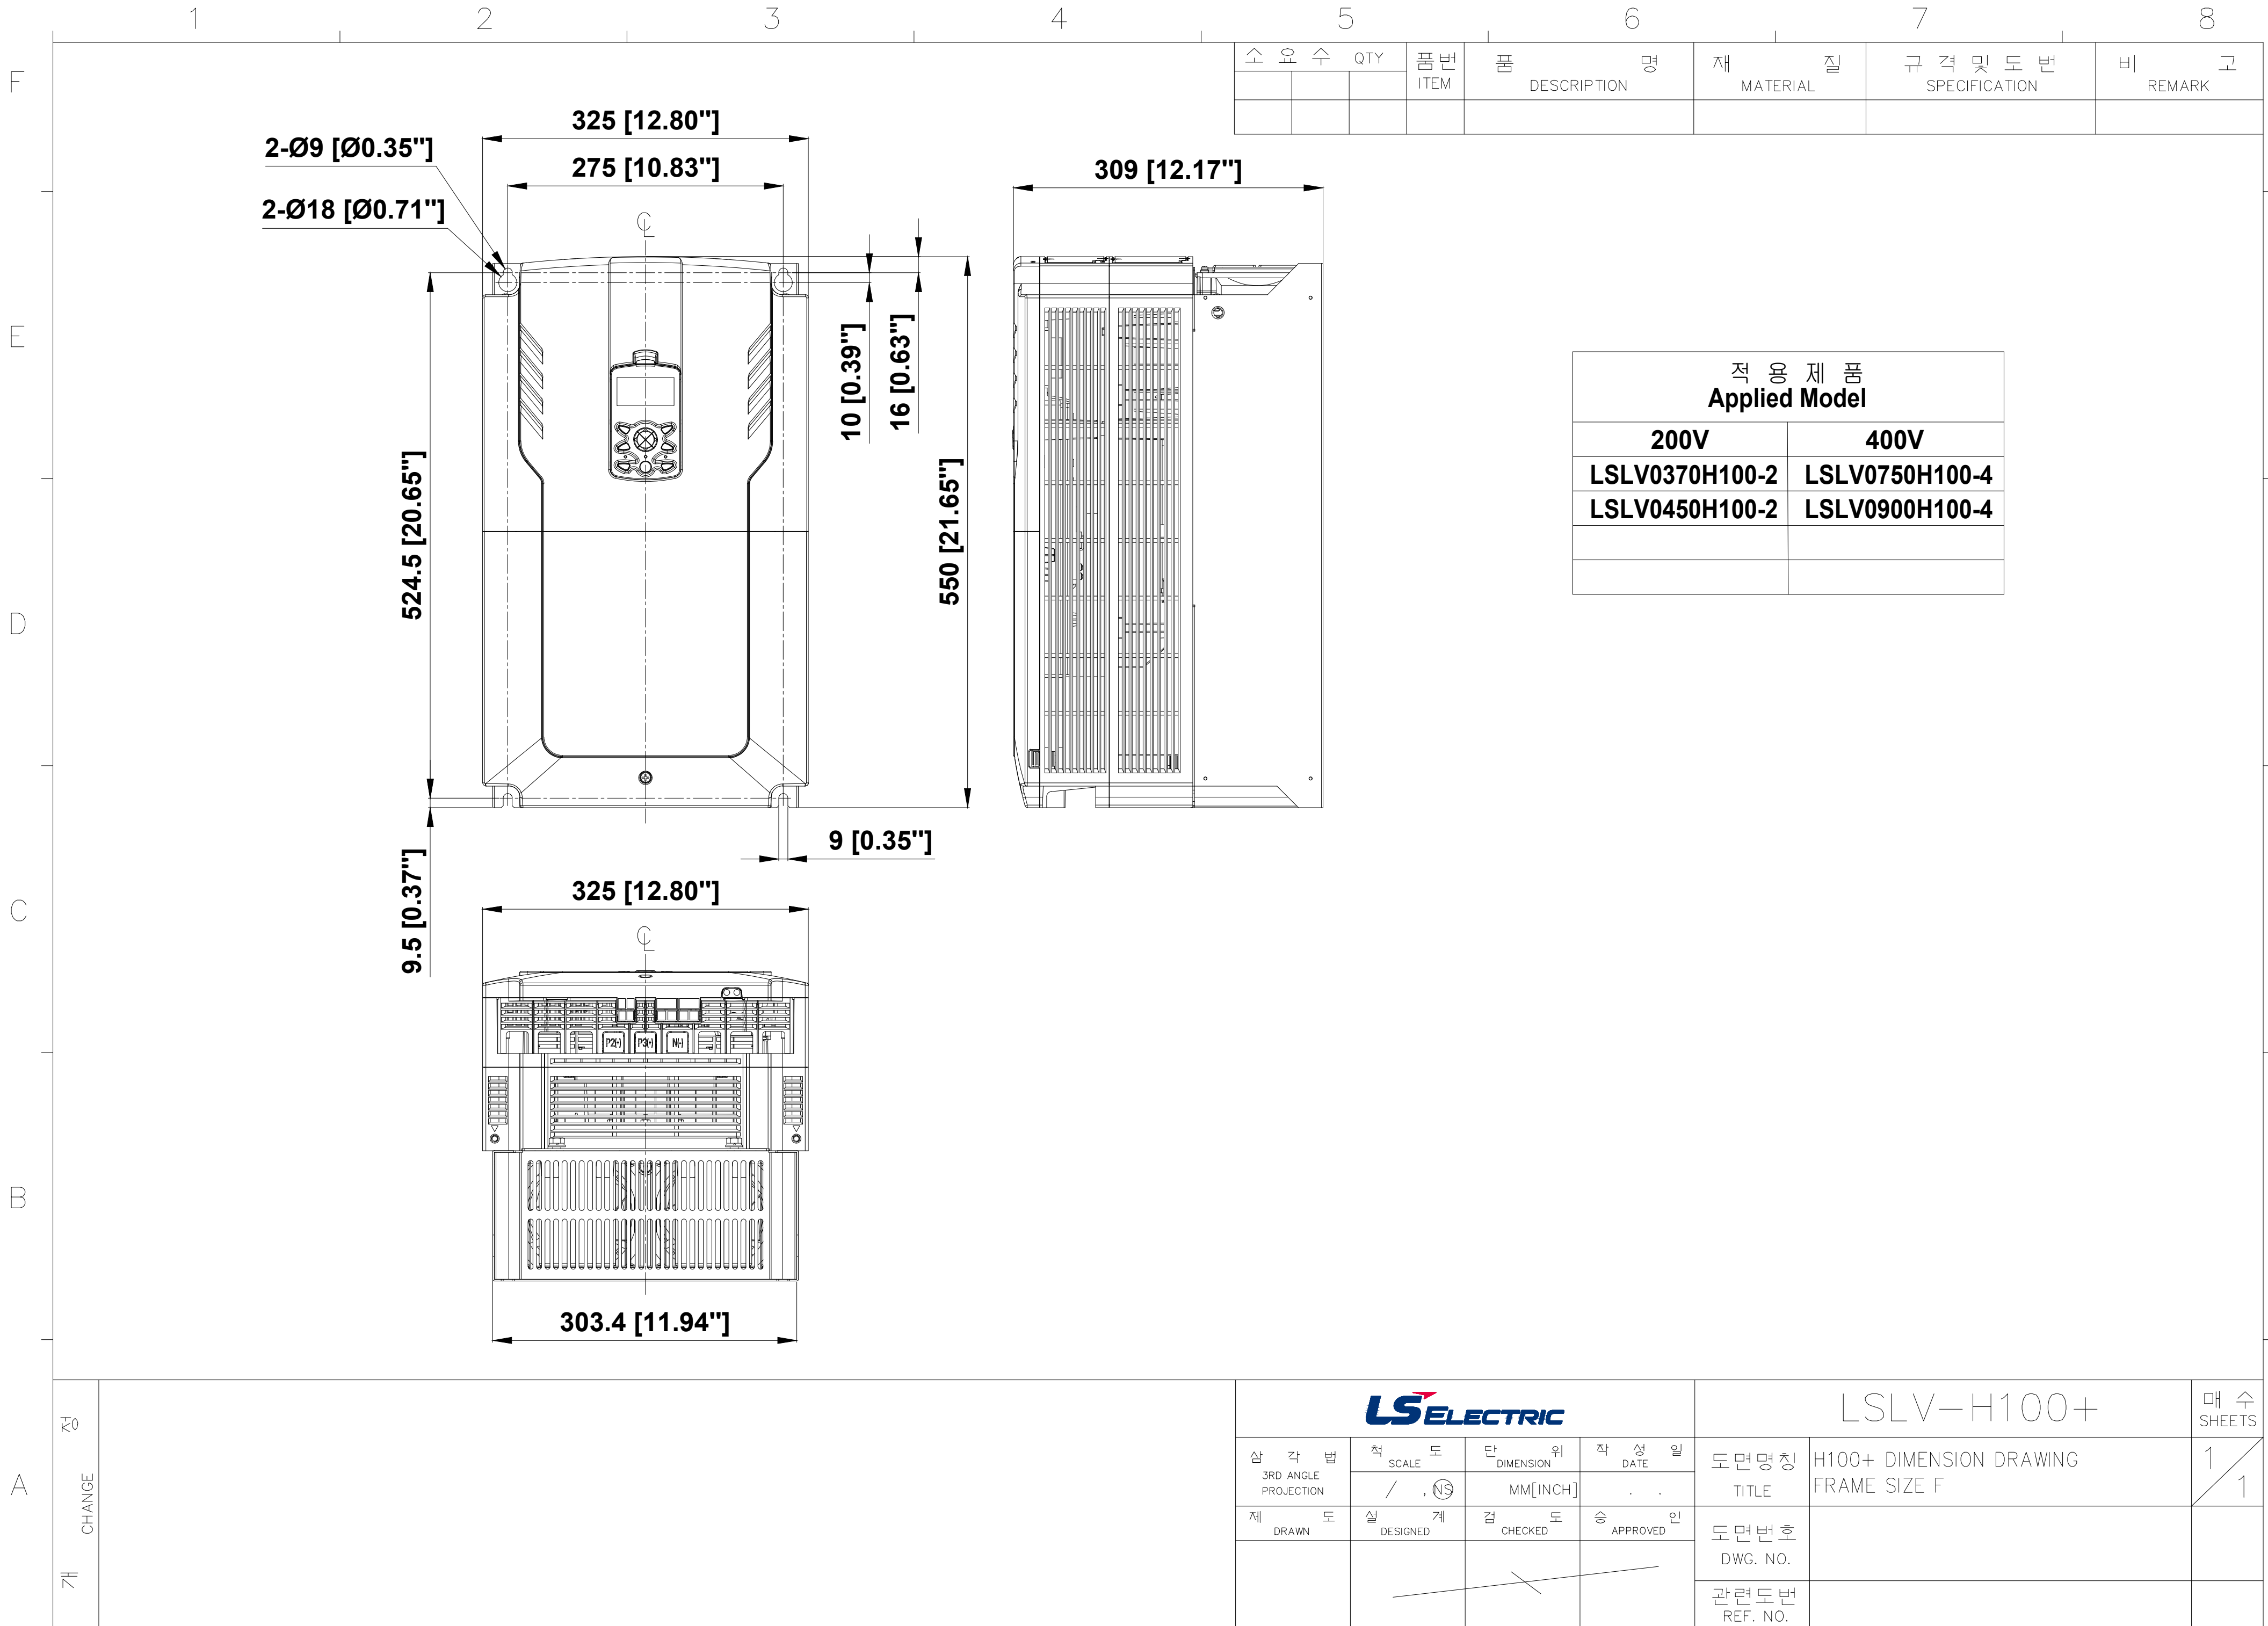 1 2 3 4 5 6 7 8
F
E
D
C
B
A
소 요 수 QTY
품번
ITEM
품 명
DESCRIPTION
재 질
MATERIAL
규 격 및 도 번
SPECIFICATION
비 고
REMARK
325 [12.80"]
2-Ø9 [Ø0.35"]
275 [10.83"]
2-Ø18 [Ø0.71"]
℄
10 [0.39"]
16 [0.63"]
524.5 [20.65"]
550 [21.65"]
9.5 [0.37"]
9 [0.35"]
309 [12.17"]
적 용 제 품
Applied Model
200V 400V
LSLV0370H100-2 LSLV0750H100-4
LSLV0450H100-2 LSLV0900H100-4
325 [12.80"]
℄
P2(+) P3(+) N(-)
303.4 [11.94"]
정
CHANGE
개
LS ELECTRIC
삼 각 법
3RD ANGLE
PROJECTION
척 도
SCALE
/ , NS
단 위
DIMENSION
MM[INCH]
작 성 일
DATE
. .
제 도
DRAWN
설 계
DESIGNED
검 도
CHECKED
승 인
APPROVED
LSLV-H100+
매 수
SHEETS
1/1
도면명칭
TITLE
H100+ DIMENSION DRAWING
FRAME SIZE F
도면번호
DWG. NO.
관련도번
REF. NO.